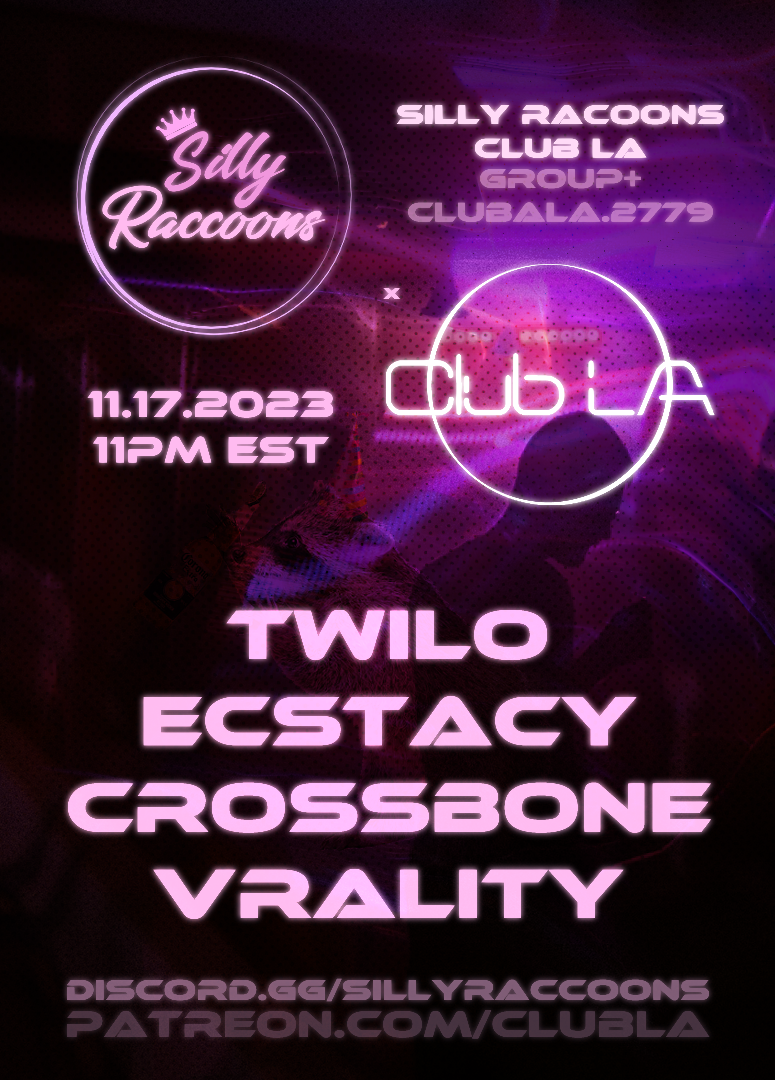 Silly
Raccoons
SILLY RACOONS
CLUB LA
GROUP+
CLUBALA.2779
x
Club LA
11.17.2023
11PM EST
TWILO
ECSTACY
CROSSBONE
VRALITY
DISCORD.GG/SILLYRACCOONS
PATREON.COM/CLUBLA